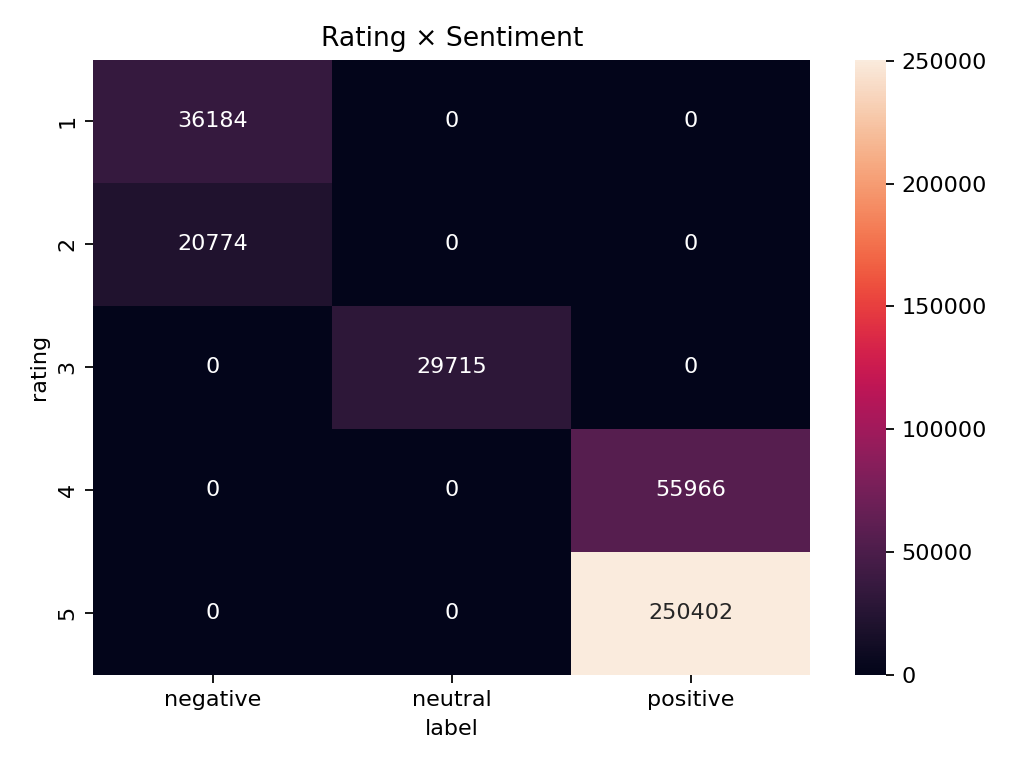 Rating × Sentiment
36184 0 0
20774 0 0
0 29715 0
0 0 55966
0 0 250402
1
2
3
4
5
rating
negative neutral positive
label
250000
200000
150000
100000
50000
0